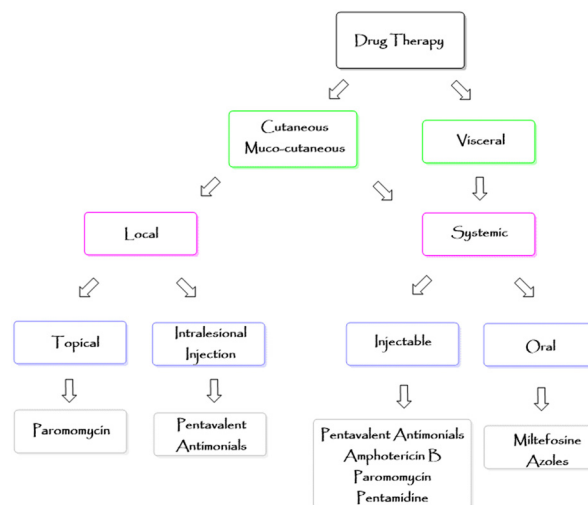 Drug Therapy
Cutaneous
Muco-cutaneous
Visceral
Local
Systemic
Topical
Intralesional
Injection
Injectable
Oral
Paromomycin
Pentavalent
Antimonials
Pentavalent Antimonials
Amphotericin B
Paromomycin
Pentamidine
Miltefosine
Azoles